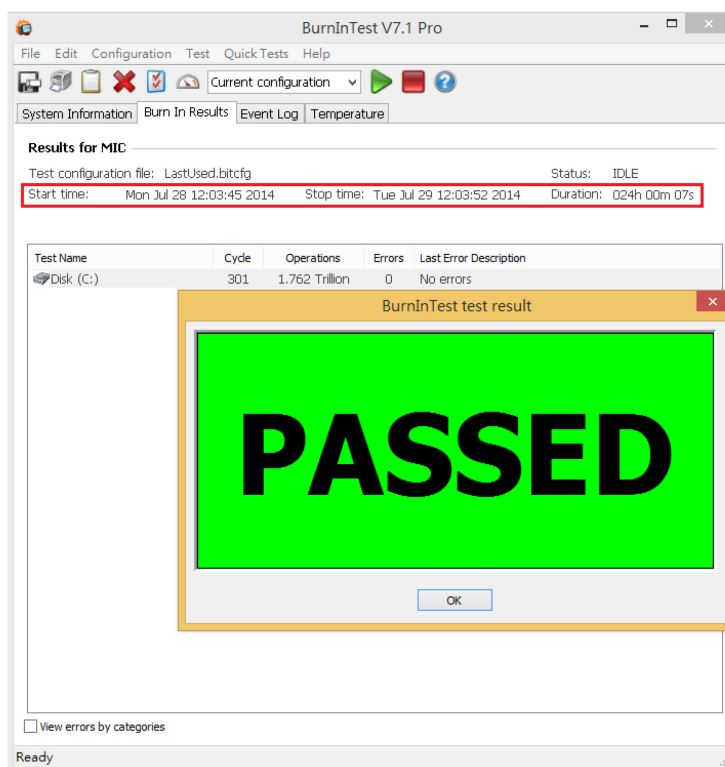 BurnInTest V7.1 Pro
File Edit Configuration Test Quick Tests Help
Current configuration
System Information Burn In Results Event Log Temperature
Results for MIC
Test configuration file: LastUsed.bitcfg Status: IDLE
Start time: Mon Jul 28 12:03:45 2014 Stop time: Tue Jul 29 12:03:52 2014 Duration: 024h 00m 07s
Test Name Cycle Operations Errors Last Error Description
Disk (C:) 301 1.762 Trillion 0 No errors
BurnInTest test result
PASSED
OK
View errors by categories
Ready